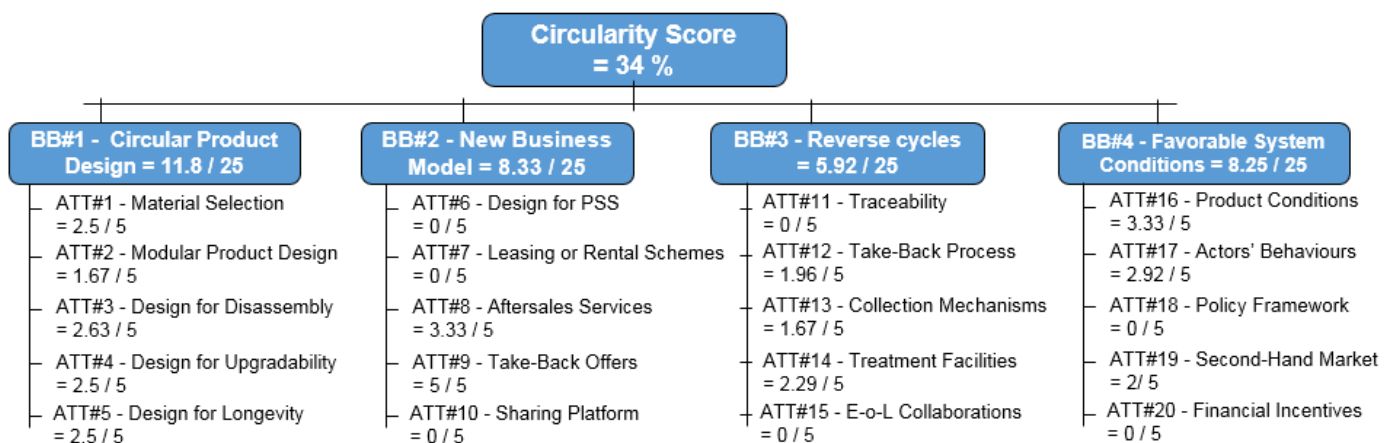 Circularity Score
= 34 %
BB#1 - Circular Product
Design = 11.8 / 25
ATT#1 - Material Selection
= 2.5 / 5
ATT#2 - Modular Product Design
= 1.67 / 5
ATT#3 - Design for Disassembly
= 2.63 / 5
ATT#4 - Design for Upgradability
= 2.5 / 5
ATT#5 - Design for Longevity
= 2.5 / 5
BB#2 - New Business
Model = 8.33 / 25
ATT#6 - Design for PSS
= 0 / 5
ATT#7 - Leasing or Rental Schemes
= 0 / 5
ATT#8 - Aftersales Services
= 3.33 / 5
ATT#9 - Take-Back Offers
= 5 / 5
ATT#10 - Sharing Platform
= 0 / 5
BB#3 - Reverse cycles
= 5.92 / 25
ATT#11 - Traceability
= 0 / 5
ATT#12 - Take-Back Process
= 1.96 / 5
ATT#13 - Collection Mechanisms
= 1.67 / 5
ATT#14 - Treatment Facilities
= 2.29 / 5
ATT#15 - E-o-L Collaborations
= 0 / 5
BB#4 - Favorable System
Conditions = 8.25 / 25
ATT#16 - Product Conditions
= 3.33 / 5
ATT#17 - Actors’ Behaviours
= 2.92 / 5
ATT#18 - Policy Framework
= 0 / 5
ATT#19 - Second-Hand Market
= 2/ 5
ATT#20 - Financial Incentives
= 0 / 5